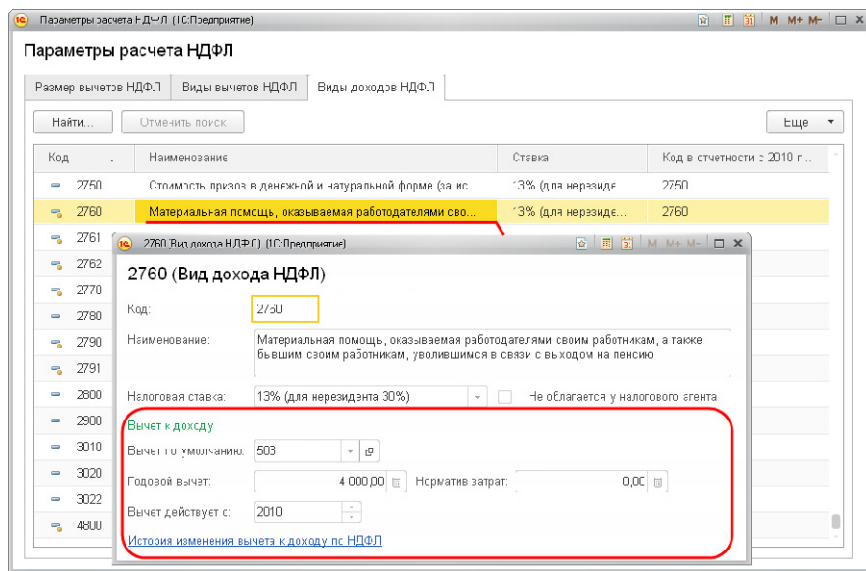 Параметры расчета НДФЛ (1С:Предприятие)
M M+ M-
Параметры расчета НДФЛ
Размер вычетов НДФЛ Виды вычетов НДФЛ Виды доходов НДФЛ
Найти... Отменить поиск Еще
Код Наименование Ставка Код в отчетности с 2010 г...
2750 Стоимость призов в денежной и натуральной форме (за ис 13% (для нерезиде 2750
2760 Материальная помощь, оказываемая работодателями сво... 13% (для нерезиде... 2760
2761
2762
2770
2780
2790
2791
2800
2900
3010
3020
3022
4800
2760 (Вид дохода НДФЛ) (1С:Предприятие)
M M+ M-
2760 (Вид дохода НДФЛ)
Код: 2760
Наименование: Материальная помощь, оказываемая работодателями своим работникам, а также
бывшим своим работникам, уволившимся в связи с выходом на пенсию
Налоговая ставка: 13% (для нерезидента 30%) Не облагается у налогового агента
Вычет к доходу
Вычет по умолчанию: 503
Годовой вычет: 4 000,00 Норматив затрат: 0,00
Вычет действует с: 2010
История изменения вычета к доходу по НДФЛ